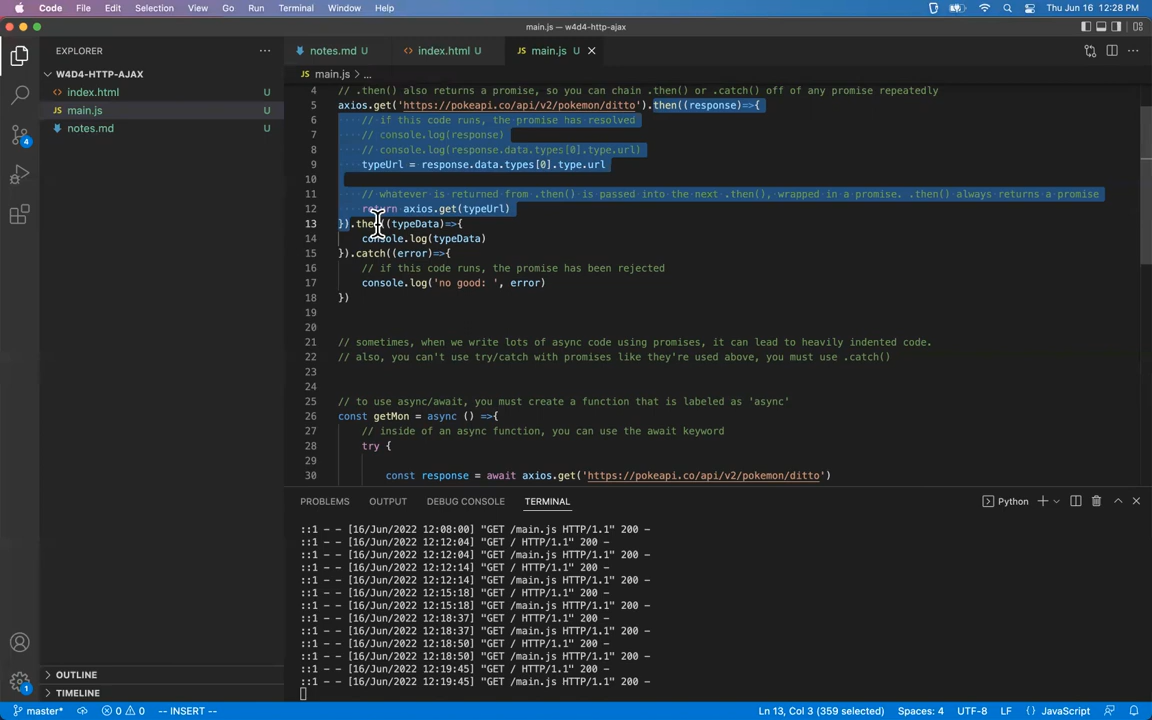 Code File Edit Selection View Go Run Terminal Window Help Thu Jun 16 12:28 PM
main.js — w4d4-http-ajax
EXPLORER
notes.md U index.html U main.js U
W4D4-HTTP-AJAX
index.html U
main.js U
notes.md U
main.js > ...
4 // .then() also returns a promise, so you can chain .then() or .catch() off of any promise repeatedly
5 axios.get('https://pokeapi.co/api/v2/pokemon/ditto').then((response)=>{
6 // if this code runs, the promise has resolved
7 // console.log(response)
8 // console.log(response.data.types[0].type.url)
9 typeUrl = response.data.types[0].type.url
10
11 // whatever is returned from .then() is passed into the next .then(), wrapped in a promise. .then() always returns a promise
12 return axios.get(typeUrl)
13 }).then((typeData)=>{
14 console.log(typeData)
15 }).catch((error)=>{
16 // if this code runs, the promise has been rejected
17 console.log('no good: ', error)
18 })
19
20
21 // sometimes, when we write lots of async code using promises, it can lead to heavily indented code.
22 // also, you can't use try/catch with promises like they're used above, you must use .catch()
23
24
25 // to use async/await, you must create a function that is labeled as 'async'
26 const getMon = async () =>{
27 // inside of an async function, you can use the await keyword
28 try {
29
30 const response = await axios.get('https://pokeapi.co/api/v2/pokemon/ditto')
PROBLEMS OUTPUT DEBUG CONSOLE TERMINAL Python
::1 - - [16/Jun/2022 12:08:00] "GET /main.js HTTP/1.1" 200 -
::1 - - [16/Jun/2022 12:12:04] "GET / HTTP/1.1" 200 -
::1 - - [16/Jun/2022 12:12:04] "GET /main.js HTTP/1.1" 200 -
::1 - - [16/Jun/2022 12:12:14] "GET / HTTP/1.1" 200 -
::1 - - [16/Jun/2022 12:12:14] "GET /main.js HTTP/1.1" 200 -
::1 - - [16/Jun/2022 12:15:18] "GET / HTTP/1.1" 200 -
::1 - - [16/Jun/2022 12:15:18] "GET /main.js HTTP/1.1" 200 -
::1 - - [16/Jun/2022 12:18:37] "GET / HTTP/1.1" 200 -
::1 - - [16/Jun/2022 12:18:37] "GET /main.js HTTP/1.1" 200 -
::1 - - [16/Jun/2022 12:18:50] "GET / HTTP/1.1" 200 -
::1 - - [16/Jun/2022 12:18:50] "GET /main.js HTTP/1.1" 200 -
::1 - - [16/Jun/2022 12:19:45] "GET / HTTP/1.1" 200 -
::1 - - [16/Jun/2022 12:19:45] "GET /main.js HTTP/1.1" 200 -
4
1
OUTLINE
TIMELINE
master* 0 0 -- INSERT -- Ln 13, Col 3 (359 selected) Spaces: 4 UTF-8 LF JavaScript